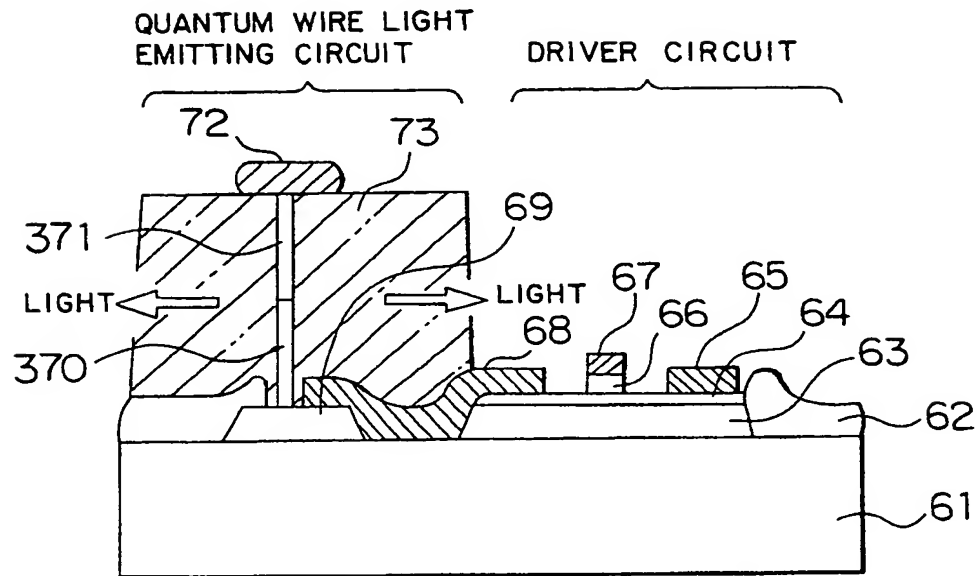 QUANTUM WIRE LIGHT
EMITTING CIRCUIT
DRIVER CIRCUIT
72
73
69
371
67
65
LIGHT
LIGHT
66
64
68
63
370
62
61